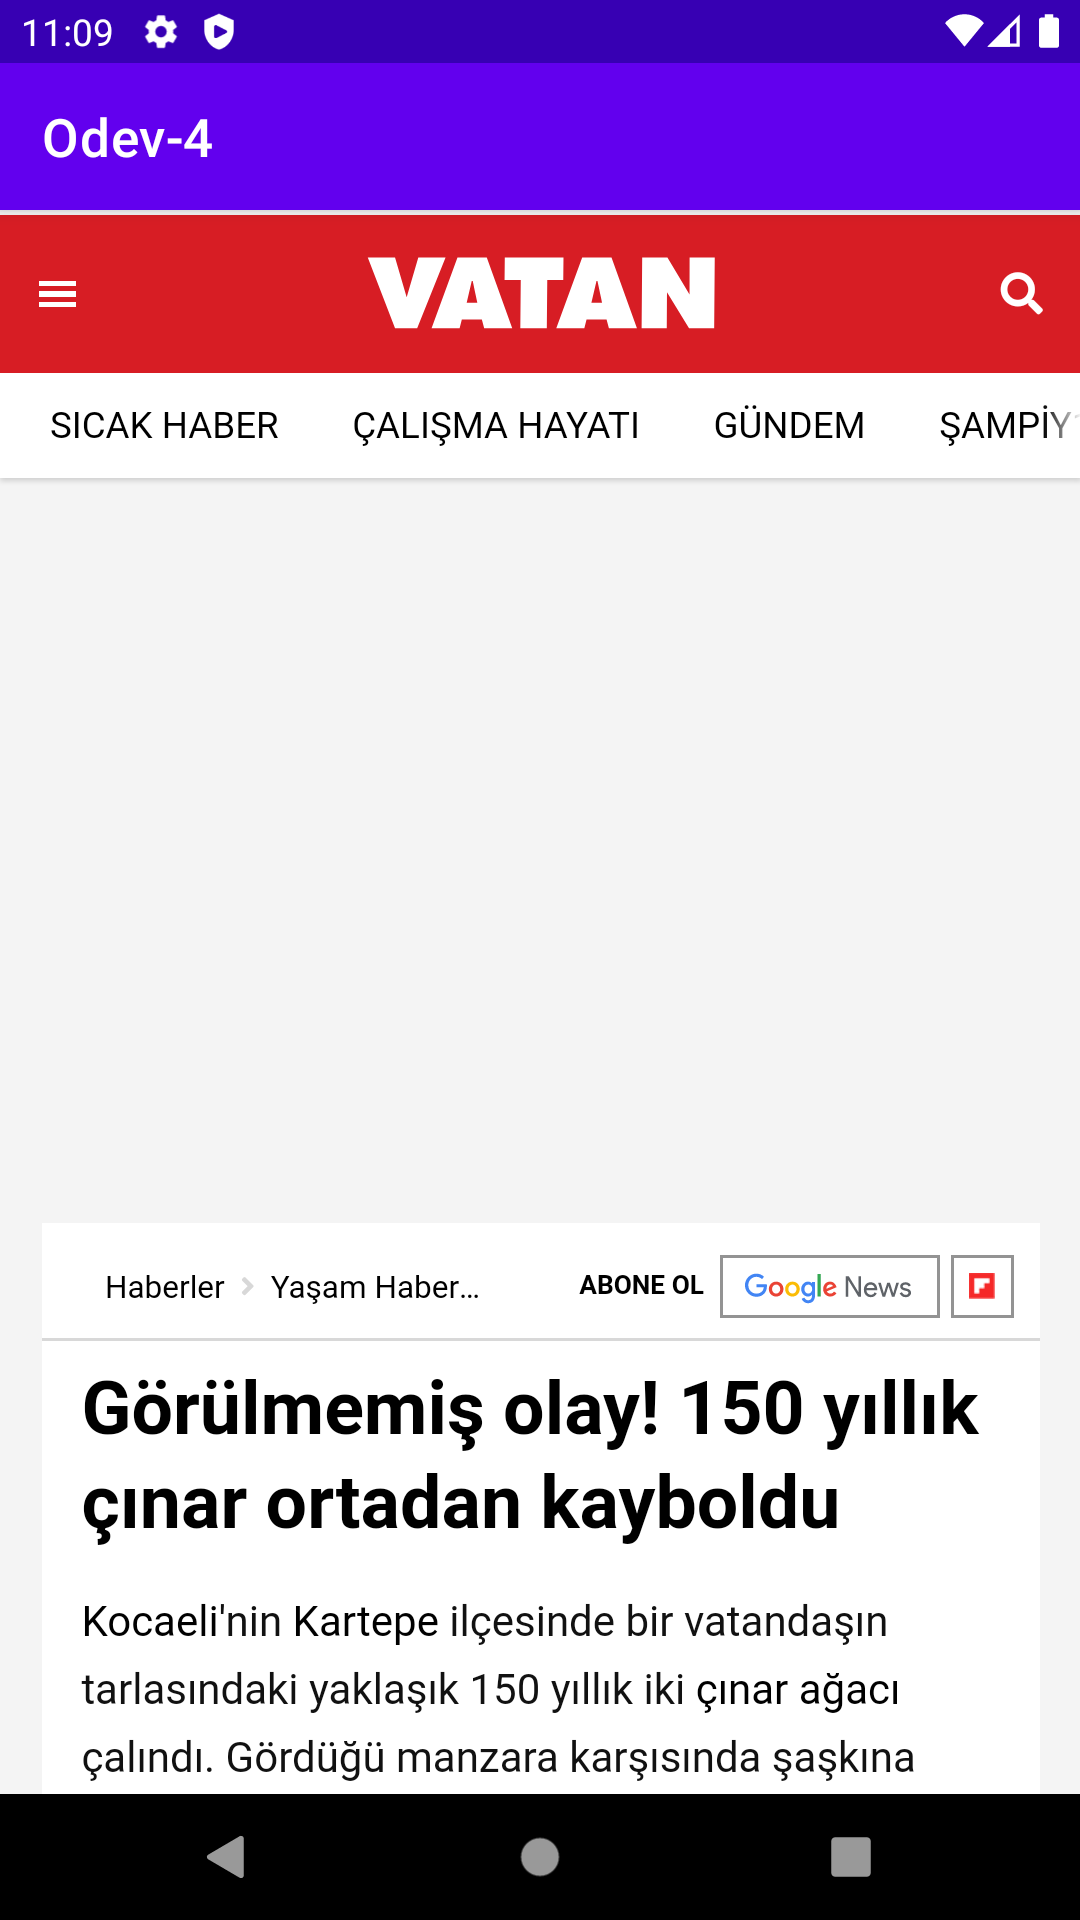 11:09
Odev-4
VATAN
SICAK HABER ÇALIŞMA HAYATI GÜNDEM ŞAMPİY
Haberler Yaşam Haber... ABONE OL Google News
Görülmemiş olay! 150 yıllık
çınar ortadan kayboldu
Kocaeli'nin Kartepe ilçesinde bir vatandaşın
tarlasındaki yaklaşık 150 yıllık iki çınar ağacı
çalındı. Gördüğü manzara karşısında şaşkına